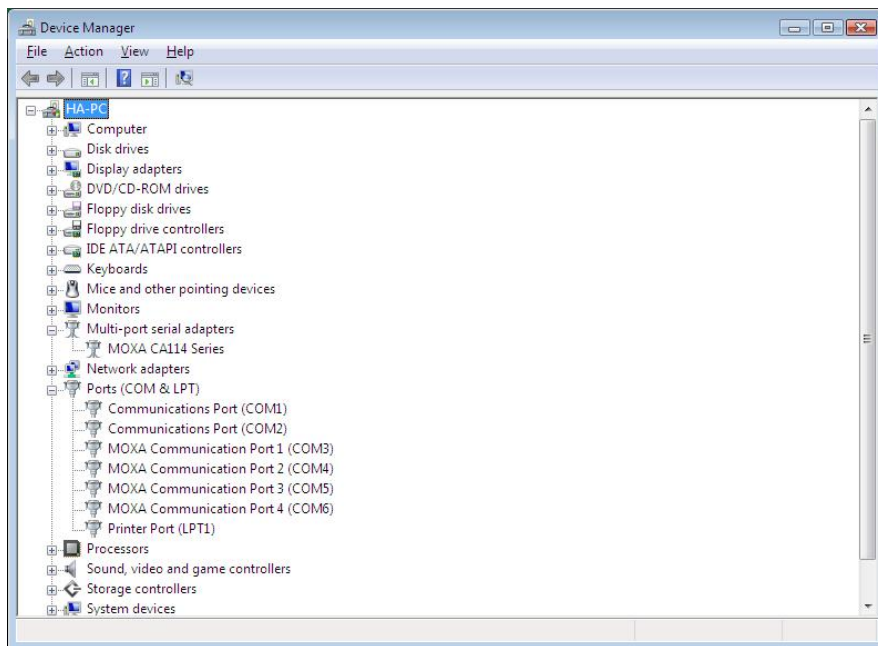 Device Manager
File Action View Help
HA-PC
Computer
Disk drives
Display adapters
DVD/CD-ROM drives
Floppy disk drives
Floppy drive controllers
IDE ATA/ATAPI controllers
Keyboards
Mice and other pointing devices
Monitors
Multi-port serial adapters
MOXA CA114 Series
Network adapters
Ports (COM & LPT)
Communications Port (COM1)
Communications Port (COM2)
MOXA Communication Port 1 (COM3)
MOXA Communication Port 2 (COM4)
MOXA Communication Port 3 (COM5)
MOXA Communication Port 4 (COM6)
Printer Port (LPT1)
Processors
Sound, video and game controllers
Storage controllers
System devices